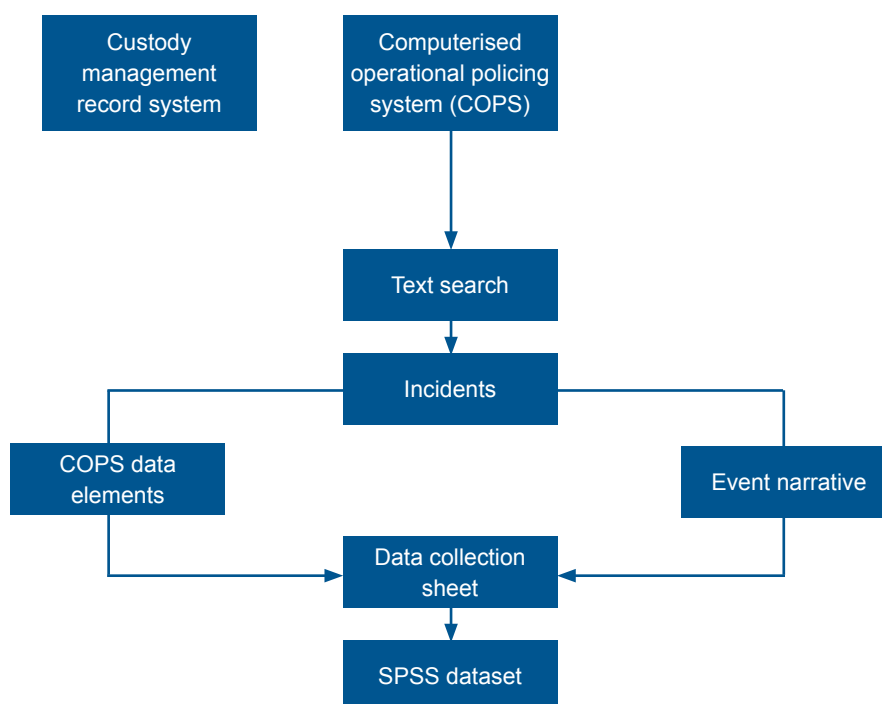 Custody
management
record system
Computerised
operational policing
system (COPS)
Text search
Incidents
COPS data
elements
Event narrative
Data collection
sheet
SPSS dataset